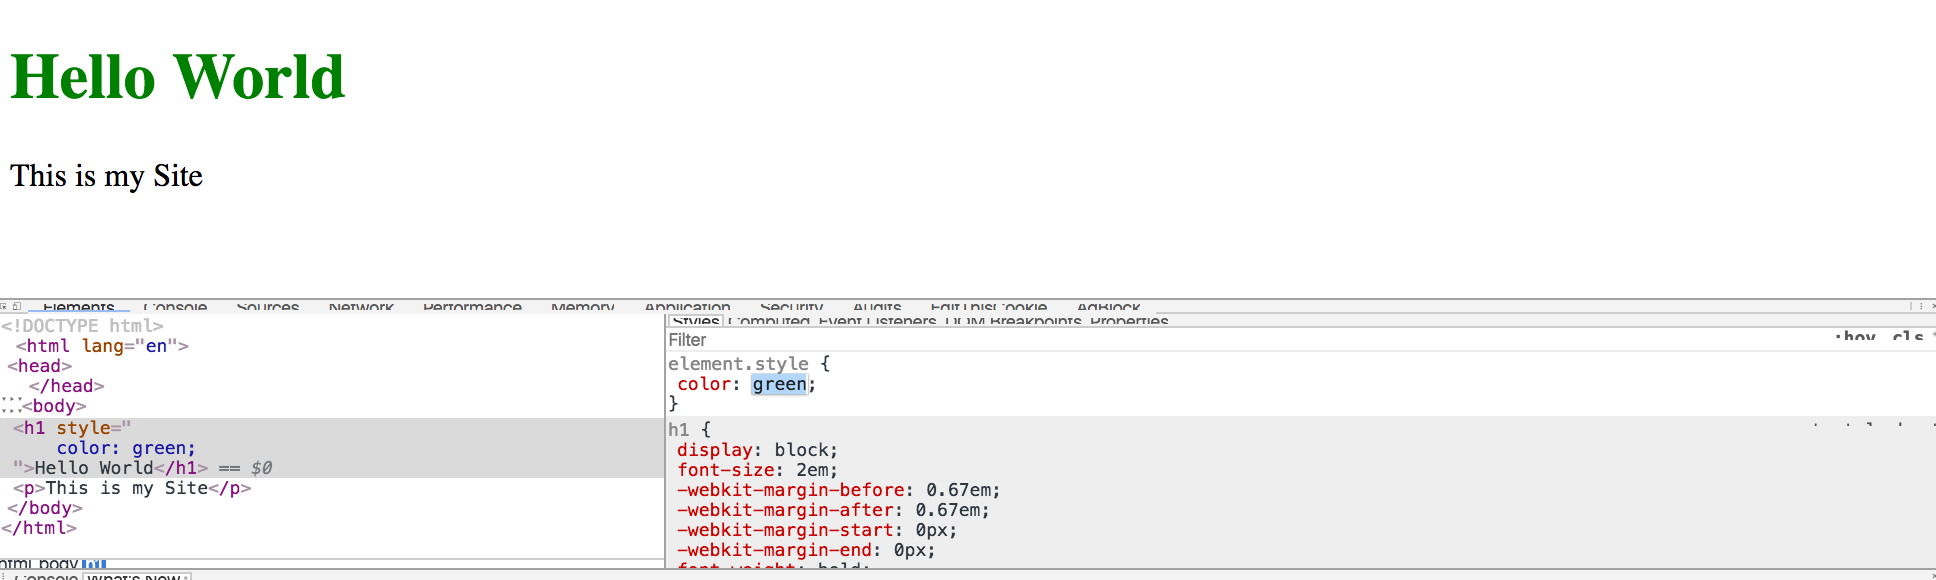 Hello World
This is my Site
Elements Console Sources Network Performance Memory Application Security Audits EditThisCookie AdBlock
<!DOCTYPE html>
<html lang="en">
<head>
</head>
<body>
<h1 style="
color: green;
">Hello World</h1> == $0
<p>This is my Site</p>
</body>
</html>
html body h1
Styles Computed Event Listeners DOM Breakpoints Properties
Filter :hov .cls
element.style {
color: green;
}
h1 {
display: block;
font-size: 2em;
-webkit-margin-before: 0.67em;
-webkit-margin-after: 0.67em;
-webkit-margin-start: 0px;
-webkit-margin-end: 0px;
font-weight: bold;
Console What's New